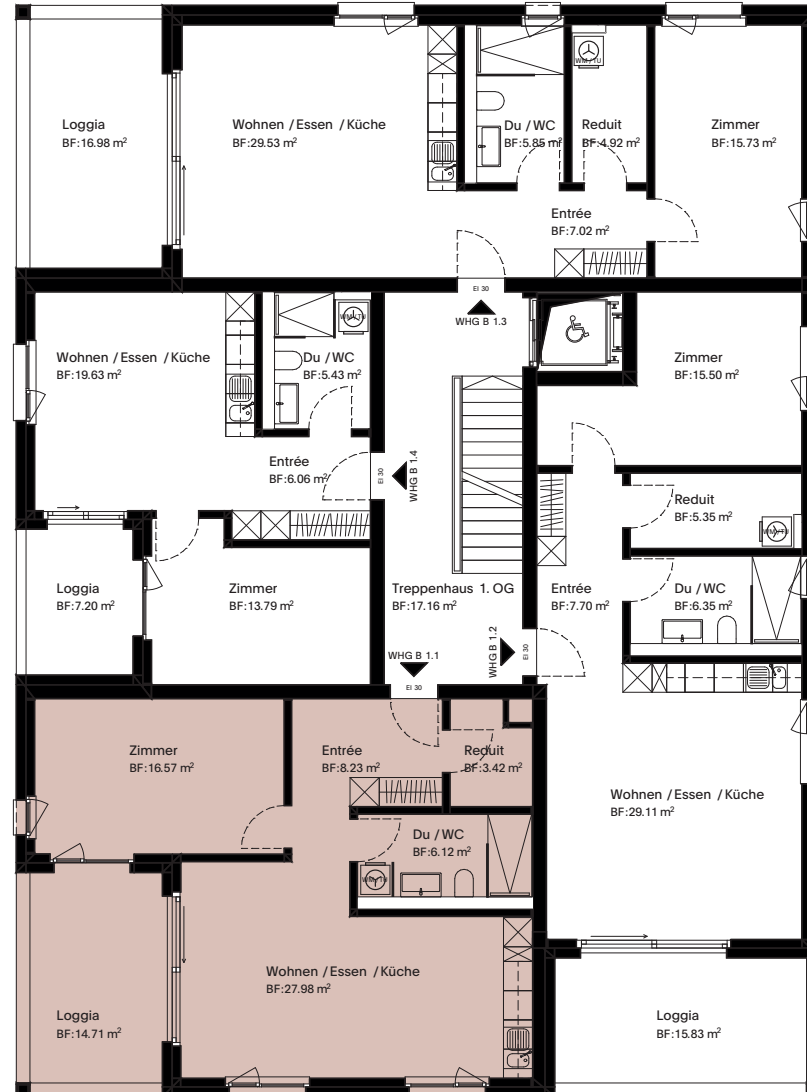 Loggia
BF:16.98 m²
Wohnen / Essen / Küche
BF:29.53 m²
Du / WC
BF:5.85 m²
WM / TU
Reduit
BF:4.92 m²
Zimmer
BF:15.73 m²
Entrée
BF:7.02 m²
EI 30
WHG B 1.3
Wohnen / Essen / Küche
BF:19.63 m²
WM / TU
Du / WC
BF:5.43 m²
Entrée
BF:6.06 m²
EI 30
WHG B 1.4
Loggia
BF:7.20 m²
Zimmer
BF:13.79 m²
Treppenhaus 1. OG
BF:17.16 m²
Zimmer
BF:15.50 m²
Reduit
BF:5.35 m²
WM / TU
Entrée
BF:7.70 m²
Du / WC
BF:6.35 m²
WHG B 1.2
EI 30
WHG B 1.1
EI 30
Zimmer
BF:16.57 m²
Entrée
BF:8.23 m²
Reduit
BF:3.42 m²
Du / WC
BF:6.12 m²
WM / TU
Wohnen / Essen / Küche
BF:29.11 m²
Wohnen / Essen / Küche
BF:27.98 m²
Loggia
BF:14.71 m²
Loggia
BF:15.83 m²